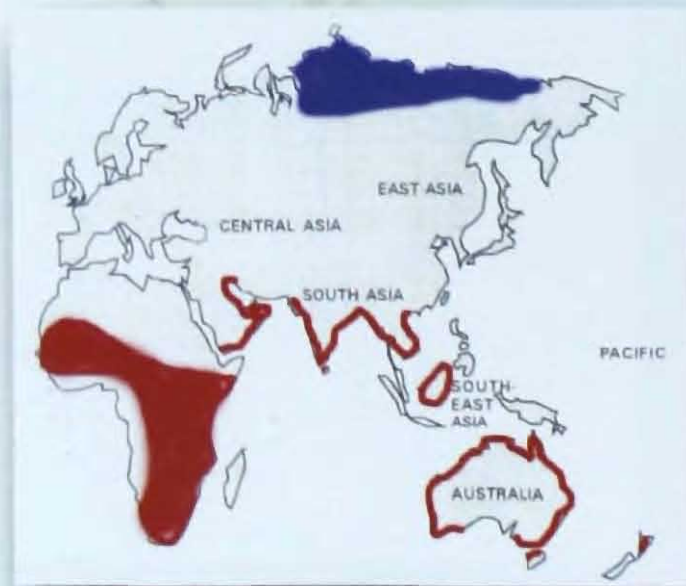 EAST ASIA
CENTRAL ASIA
SOUTH ASIA
PACIFIC
SOUTH-
EAST
ASIA
AUSTRALIA